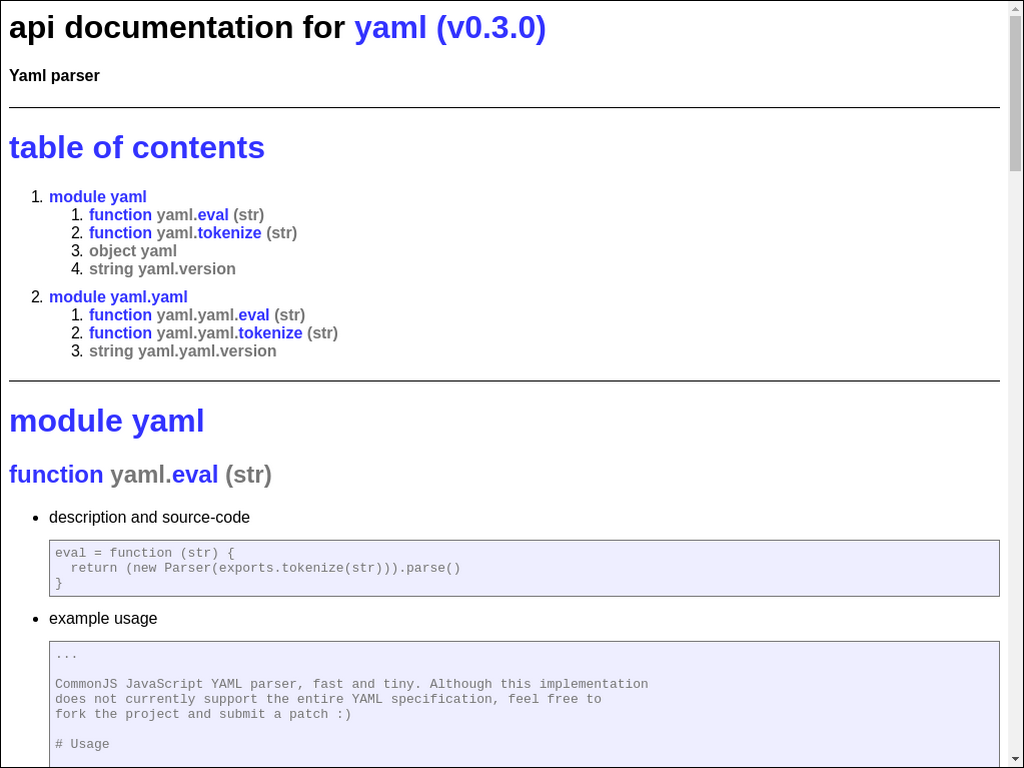 api documentation for yaml (v0.3.0)
Yaml parser
table of contents
1. module yaml
1. function yaml.eval (str)
2. function yaml.tokenize (str)
3. object yaml
4. string yaml.version
2. module yaml.yaml
1. function yaml.yaml.eval (str)
2. function yaml.yaml.tokenize (str)
3. string yaml.yaml.version
module yaml
function yaml.eval (str)
• description and source-code
eval = function (str) {
  return (new Parser(exports.tokenize(str))).parse()
}
• example usage
...
CommonJS JavaScript YAML parser, fast and tiny. Although this implementation
does not currently support the entire YAML specification, feel free to
fork the project and submit a patch :)
# Usage